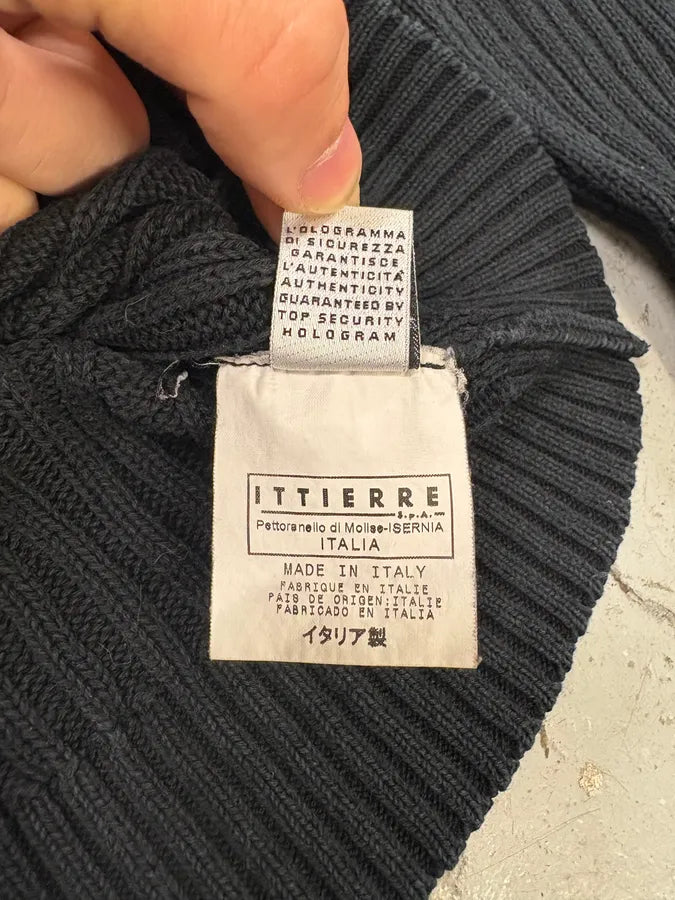 L'OLOGRAMMA
DI SICUREZZA
GARANTISCE
L'AUTENTICITÀ
AUTHENTICITY
GUARANTEED BY
TOP SECURITY
HOLOGRAM
ITTIERRE
S.p.A.
Pettoranello di Molise-ISERNIA
ITALIA
MADE IN ITALY
FABRIQUE EN ITALIE
PAIS DE ORIGEN:ITALIE
FABRICADO EN ITALIA
イタリア製